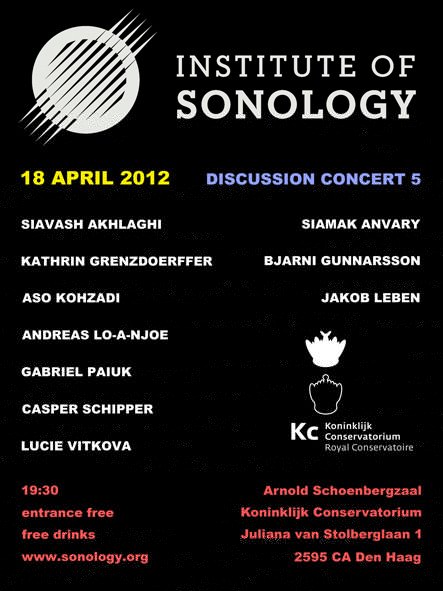 INSTITUTE OF
SONOLOGY
18 APRIL 2012
DISCUSSION CONCERT 5
SIAVASH AKHLAGHI
SIAMAK ANVARY
KATHRIN GRENZDOERFFER
BJARNI GUNNARSSON
ASO KOHZADI
JAKOB LEBEN
ANDREAS LO-A-NJOE
GABRIEL PAIUK
CASPER SCHIPPER
LUCIE VITKOVA
Kc Koninklijk
Conservatorium
Royal Conservatoire
19:30
entrance free
free drinks
www.sonology.org
Arnold Schoenbergzaal
Koninklijk Conservatorium
Juliana van Stolberglaan 1
2595 CA Den Haag